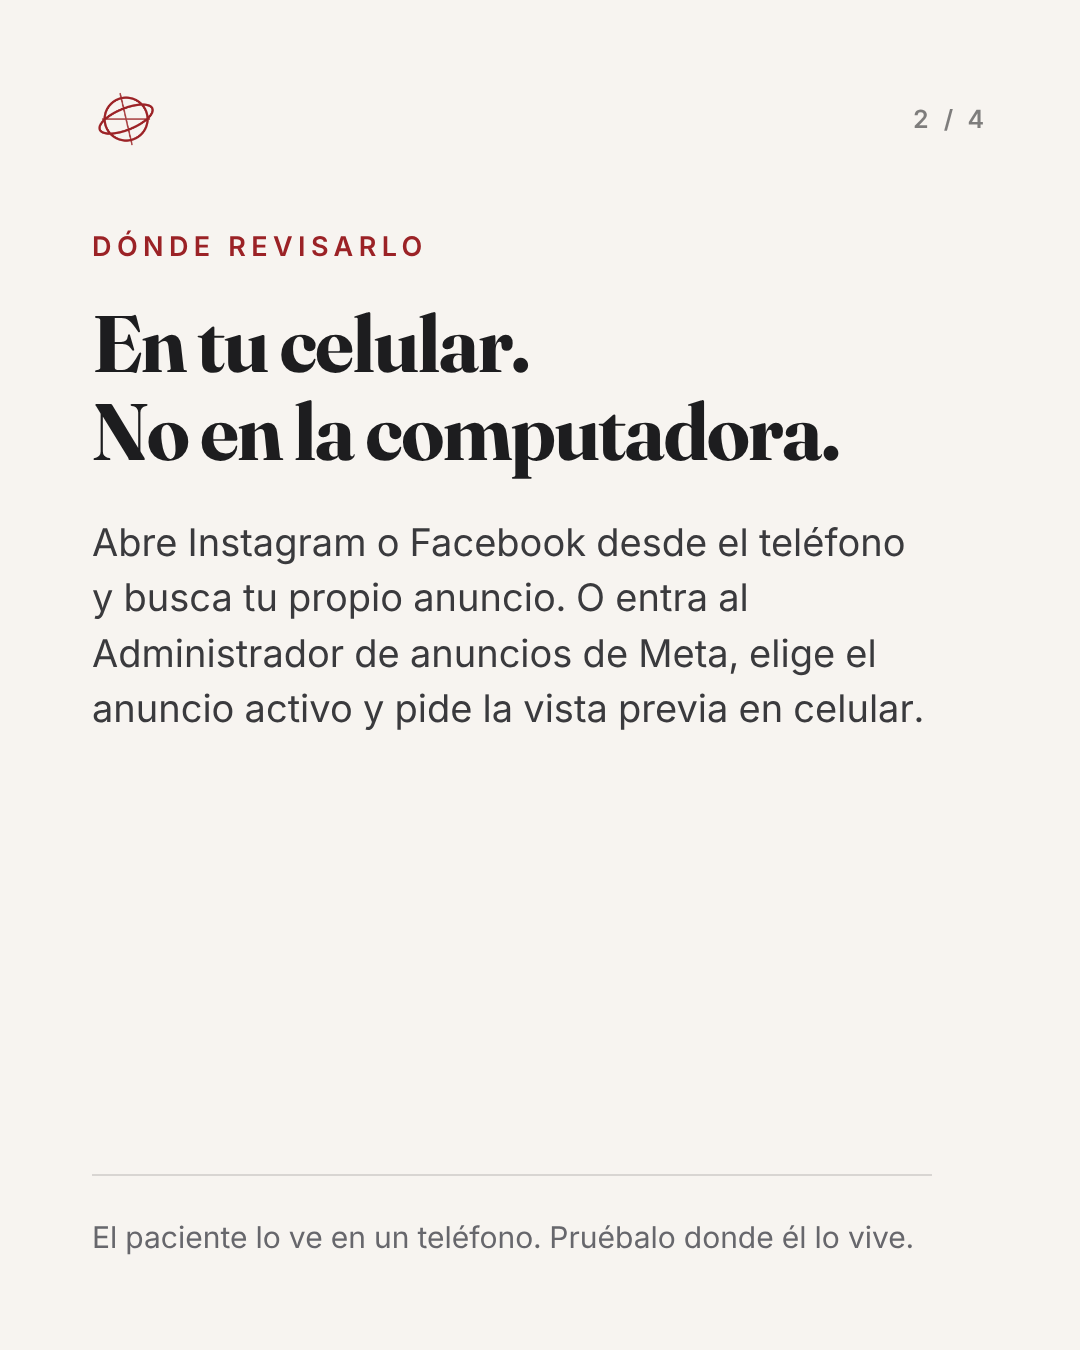 2 / 4
DÓNDE REVISARLO
En tu celular.
No en la computadora.
Abre Instagram o Facebook desde el teléfono
y busca tu propio anuncio. O entra al
Administrador de anuncios de Meta, elige el
anuncio activo y pide la vista previa en celular.
El paciente lo ve en un teléfono. Pruébalo donde él lo vive.